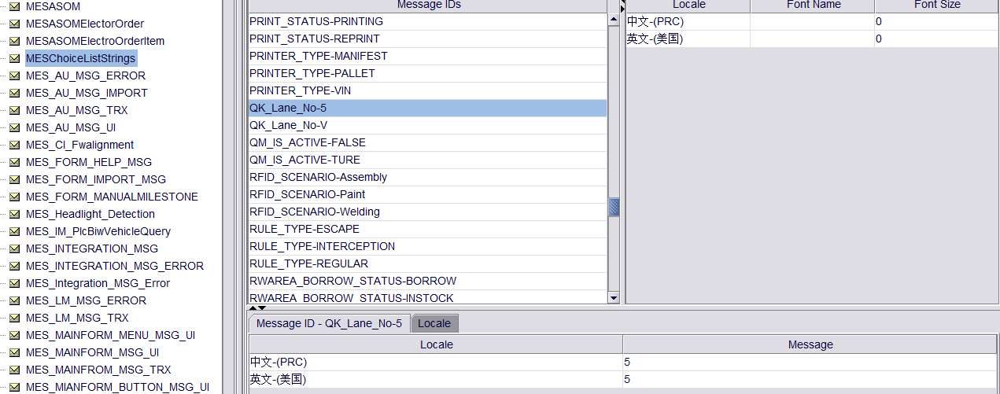 MESASOM
MESASOMElectorOrder
MESASOMElectroOrderItem
MESChoiceListStrings
MES_AU_MSG_ERROR
MES_AU_MSG_IMPORT
MES_AU_MSG_TRX
MES_AU_MSG_UI
MES_CI_Fwalignment
MES_FORM_HELP_MSG
MES_FORM_IMPORT_MSG
MES_FORM_MANUALMILESTONE
MES_Headlight_Detection
MES_IM_PlcBiwVehicleQuery
MES_INTEGRATION_MSG
MES_INTEGRATION_MSG_ERROR
MES_Integration_MSG_Error
MES_LM_MSG_ERROR
MES_LM_MSG_TRX
MES_MAINFORM_MENU_MSG_UI
MES_MAINFORM_MSG_UI
MES_MAINFROM_MSG_TRX
MES_MIANFORM_BUTTON_MSG_UI
Message IDs
PRINT_STATUS-PRINTING
PRINT_STATUS-REPRINT
PRINTER_TYPE-MANIFEST
PRINTER_TYPE-PALLET
PRINTER_TYPE-VIN
QK_Lane_No-5
QK_Lane_No-V
QM_IS_ACTIVE-FALSE
QM_IS_ACTIVE-TURE
RFID_SCENARIO-Assembly
RFID_SCENARIO-Paint
RFID_SCENARIO-Welding
RULE_TYPE-ESCAPE
RULE_TYPE-INTERCEPTION
RULE_TYPE-REGULAR
RWAREA_BORROW_STATUS-BORROW
RWAREA_BORROW_STATUS-INSTOCK
Locale Font Name Font Size
中文-(PRC) 0
英文-(美国) 0
Message ID - QK_Lane_No-5 Locale
Locale Message
中文-(PRC) 5
英文-(美国) 5